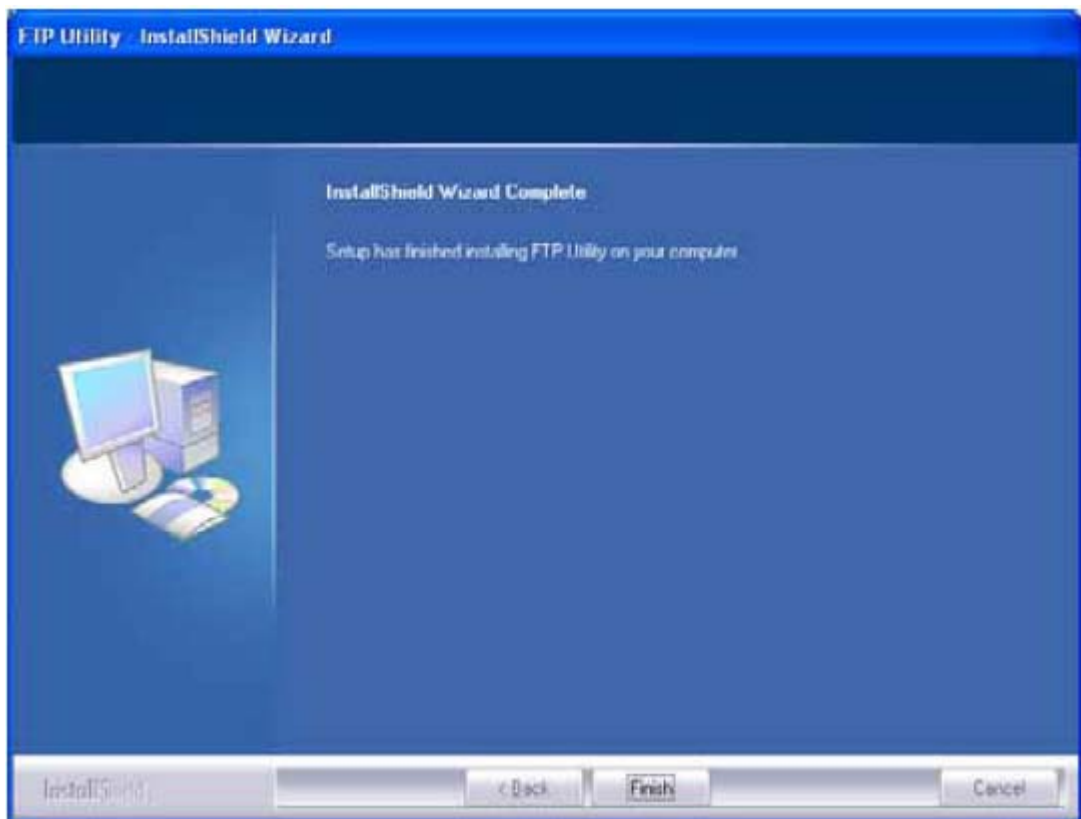 FTP Utility - InstallShield Wizard
InstallShield Wizard Complete
Setup has finished installing FTP Utility on your computer.
InstallShield
< Back
Finish
Cancel